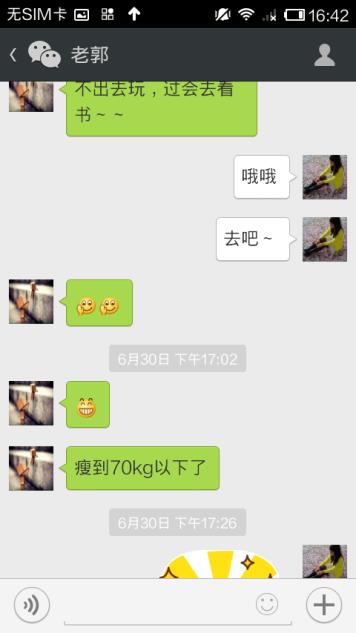 无SIM卡 16:42
老郭
不出去玩，过会去看
书~~
哦哦
去吧~
6月30日 下午17:02
瘦到70kg以下了
6月30日 下午17:26